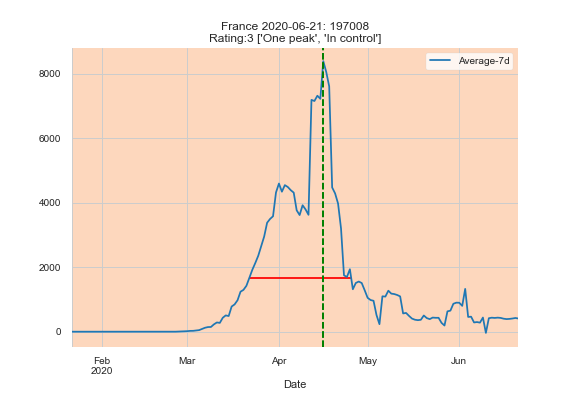 France 2020-06-21: 197008
Rating:3 ['One peak', 'In control']
Average-7d
8000
6000
4000
2000
0
Feb
2020
Mar
Apr
May
Jun
Date